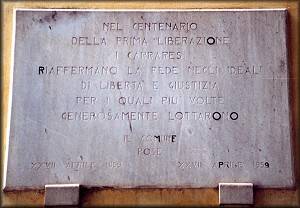 NEL CENTENARIO
DELLA PRIMA LIBERAZIONE
I CARRARESI
RIAFFERMANO LA FEDE NEGLI IDEALI
DI LIBERTÀ E GIUSTIZIA
PER I QUALI PIU' VOLTE
GENEROSAMENTE LOTTARONO
IL COMUNE
POSE
XXVII APRILE 1859 XXVII APRILE 1959